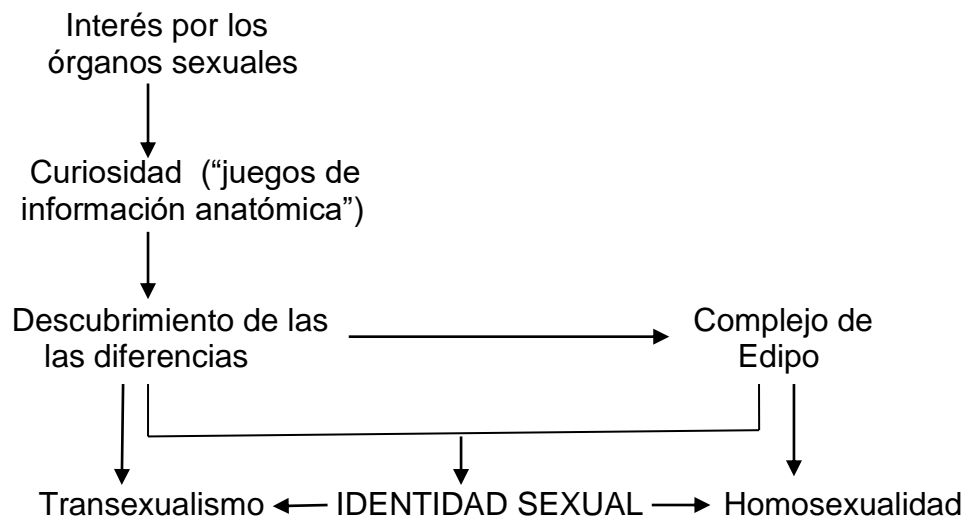 Interés por los
órganos sexuales
Curiosidad (“juegos de
información anatómica”)
Descubrimiento de las
las diferencias
Complejo de
Edipo
Transexualismo
IDENTIDAD SEXUAL
Homosexualidad